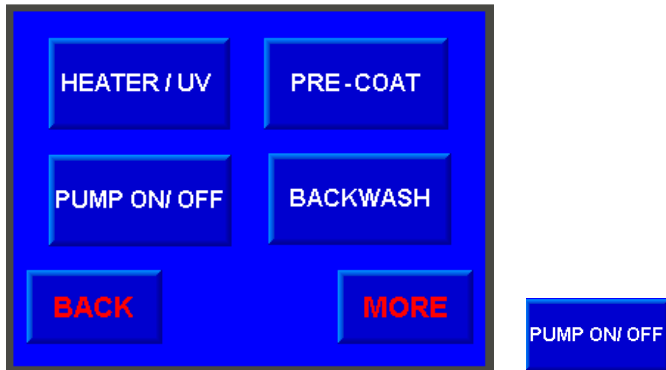 HEATER / UV
PRE-COAT
PUMP ON/ OFF
BACKWASH
BACK
MORE
PUMP ON/ OFF